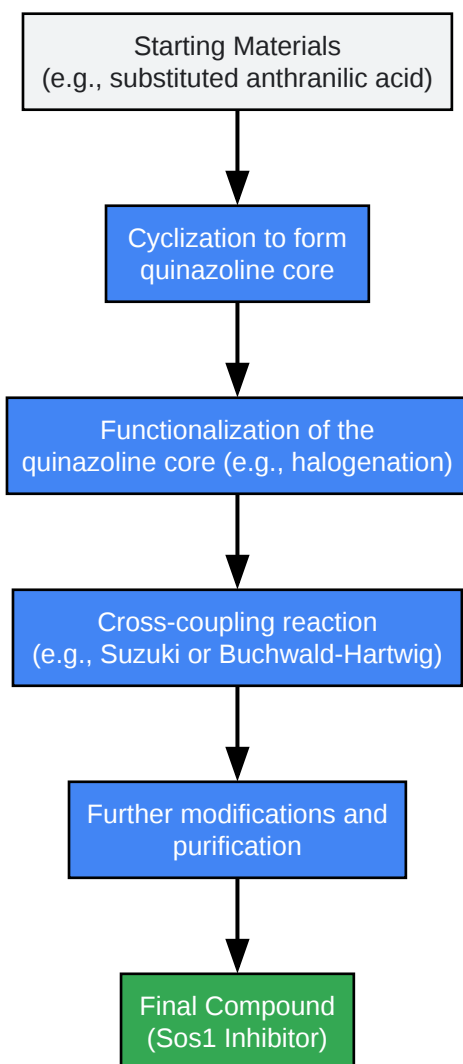 Starting Materials
(e.g., substituted anthranilic acid)
Cyclization to form
quinazoline core
Functionalization of the
quinazoline core (e.g., halogenation)
Cross-coupling reaction
(e.g., Suzuki or Buchwald-Hartwig)
Further modifications and
purification
Final Compound
(Sos1 Inhibitor)